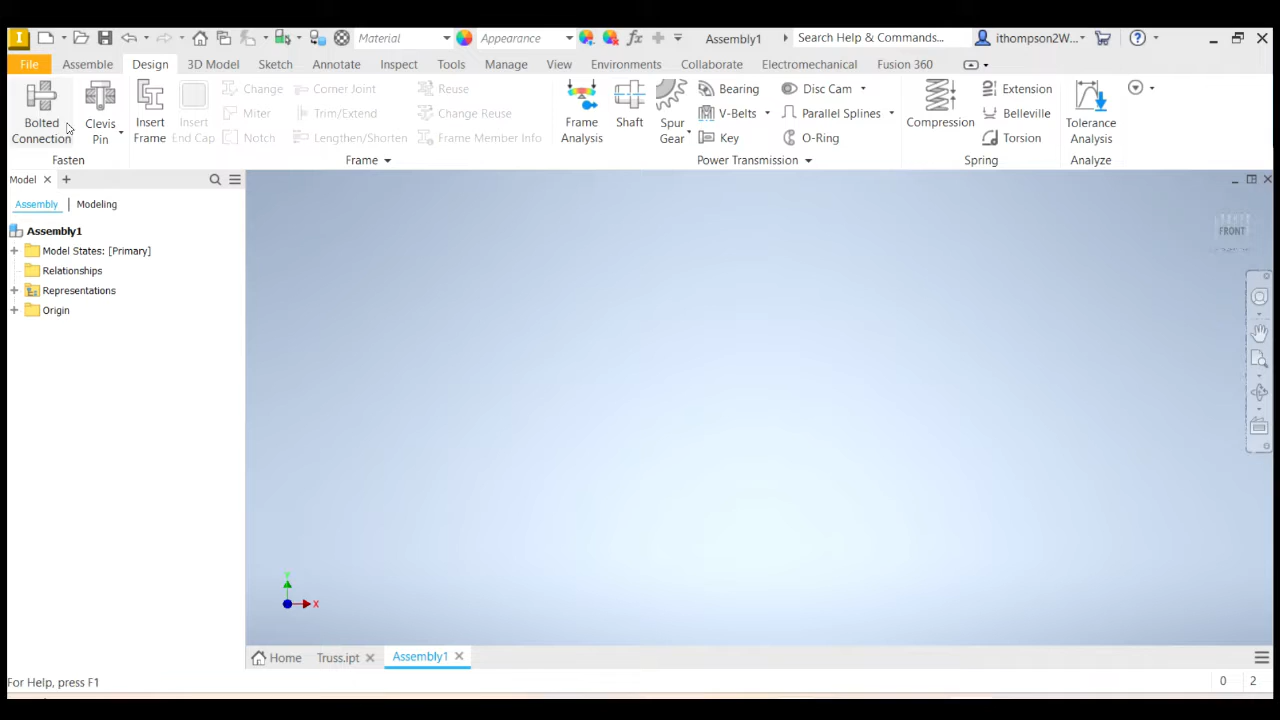 Material
Appearance
Assembly1
Search Help & Commands...
ithompson2W...
File
Assemble
Design
3D Model
Sketch
Annotate
Inspect
Tools
Manage
View
Environments
Collaborate
Electromechanical
Fusion 360
Bolted
Connection
Clevis
Pin
Fasten
Insert
Frame
Insert
End Cap
Change
Miter
Notch
Corner Joint
Trim/Extend
Lengthen/Shorten
Reuse
Change Reuse
Frame Member Info
Frame
Frame
Analysis
Shaft
Spur
Gear
Bearing
V-Belts
Key
Disc Cam
Parallel Splines
O-Ring
Power Transmission
Compression
Extension
Belleville
Torsion
Spring
Tolerance
Analysis
Analyze
Model
Assembly
Modeling
Assembly1
Model States: [Primary]
Relationships
Representations
Origin
FRONT
Y
X
Home
Truss.ipt
Assembly1
For Help, press F1
0
2